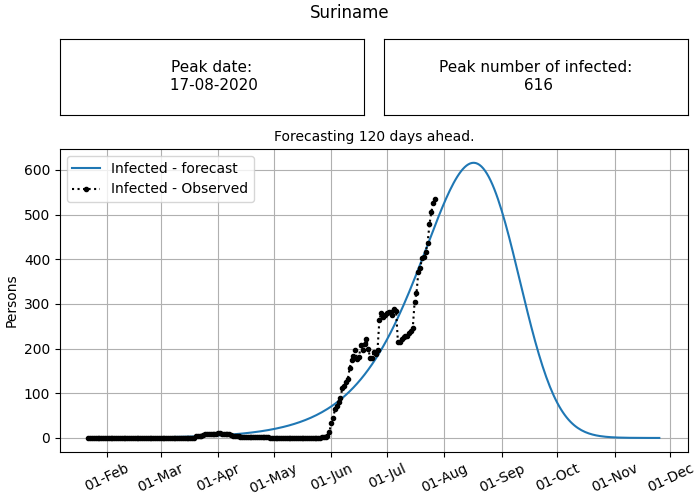 Suriname
Peak date:
17-08-2020
Peak number of infected:
616
Forecasting 120 days ahead.
Infected - forecast
Infected - Observed
Persons
600
500
400
300
200
100
0
01-Feb
01-Mar
01-Apr
01-May
01-Jun
01-Jul
01-Aug
01-Sep
01-Oct
01-Nov
01-Dec